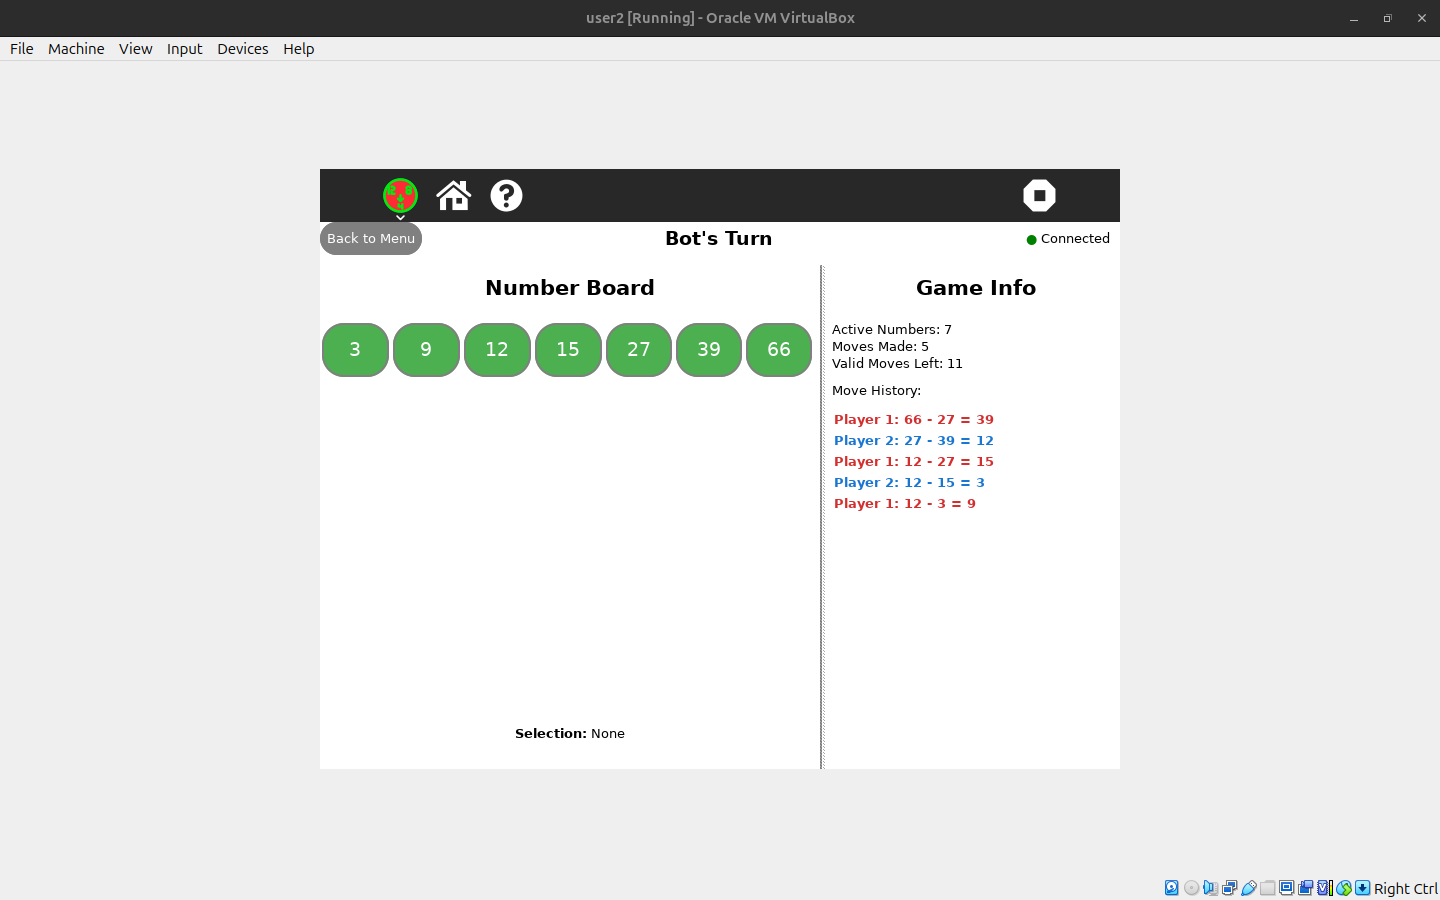 user2 [Running] - Oracle VM VirtualBox
File Machine View Input Devices Help
Back to Menu
Bot's Turn
Connected
Number Board
3 9 12 15 27 39 66
Selection: None
Game Info
Active Numbers: 7
Moves Made: 5
Valid Moves Left: 11
Move History:
Player 1: 66 - 27 = 39
Player 2: 27 - 39 = 12
Player 1: 12 - 27 = 15
Player 2: 12 - 15 = 3
Player 1: 12 - 3 = 9
Right Ctrl